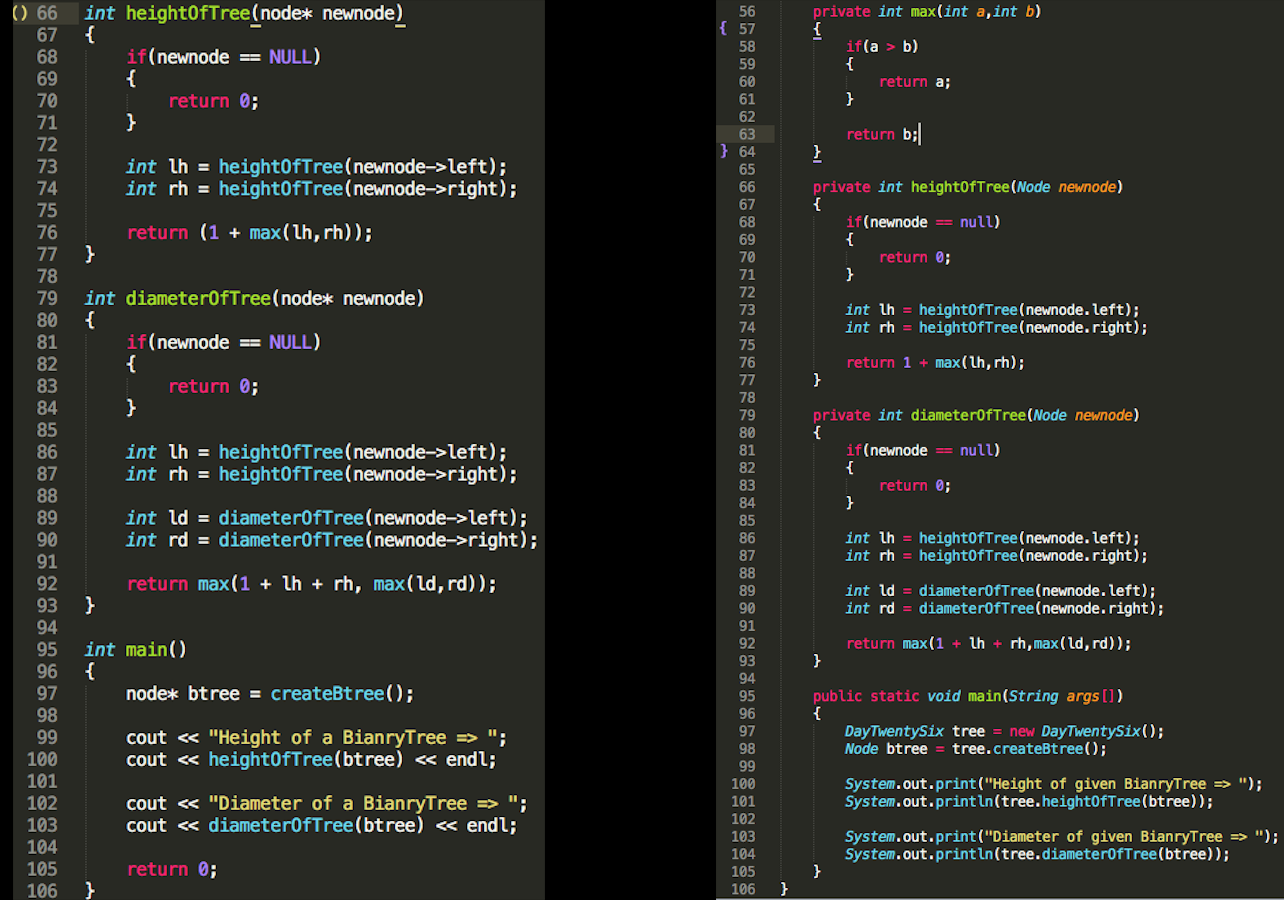 () 66 int heightOfTree(node* newnode)
67 {
68 if(newnode == NULL)
69 {
70 return 0;
71 }
72
73 int lh = heightOfTree(newnode->left);
74 int rh = heightOfTree(newnode->right);
75
76 return (1 + max(lh,rh));
77 }
78
79 int diameterOfTree(node* newnode)
80 {
81 if(newnode == NULL)
82 {
83 return 0;
84 }
85
86 int lh = heightOfTree(newnode->left);
87 int rh = heightOfTree(newnode->right);
88
89 int ld = diameterOfTree(newnode->left);
90 int rd = diameterOfTree(newnode->right);
91
92 return max(1 + lh + rh, max(ld,rd));
93 }
94
95 int main()
96 {
97 node* btree = createBtree();
98
99 cout << "Height of a BianryTree => ";
100 cout << heightOfTree(btree) << endl;
101
102 cout << "Diameter of a BianryTree => ";
103 cout << diameterOfTree(btree) << endl;
104
105 return 0;
106 }
56 private int max(int a,int b)
{ 57 {
58 if(a > b)
59 {
60 return a;
61 }
62
63 return b;
} 64 }
65
66 private int heightOfTree(Node newnode)
67 {
68 if(newnode == null)
69 {
70 return 0;
71 }
72
73 int lh = heightOfTree(newnode.left);
74 int rh = heightOfTree(newnode.right);
75
76 return 1 + max(lh,rh);
77 }
78
79 private int diameterOfTree(Node newnode)
80 {
81 if(newnode == null)
82 {
83 return 0;
84 }
85
86 int lh = heightOfTree(newnode.left);
87 int rh = heightOfTree(newnode.right);
88
89 int ld = diameterOfTree(newnode.left);
90 int rd = diameterOfTree(newnode.right);
91
92 return max(1 + lh + rh,max(ld,rd));
93 }
94
95 public static void main(String args[])
96 {
97 DayTwentySix tree = new DayTwentySix();
98 Node btree = tree.createBtree();
99
100 System.out.print("Height of given BianryTree => ");
101 System.out.println(tree.heightOfTree(btree));
102
103 System.out.print("Diameter of given BianryTree => ");
104 System.out.println(tree.diameterOfTree(btree));
105 }
106 }